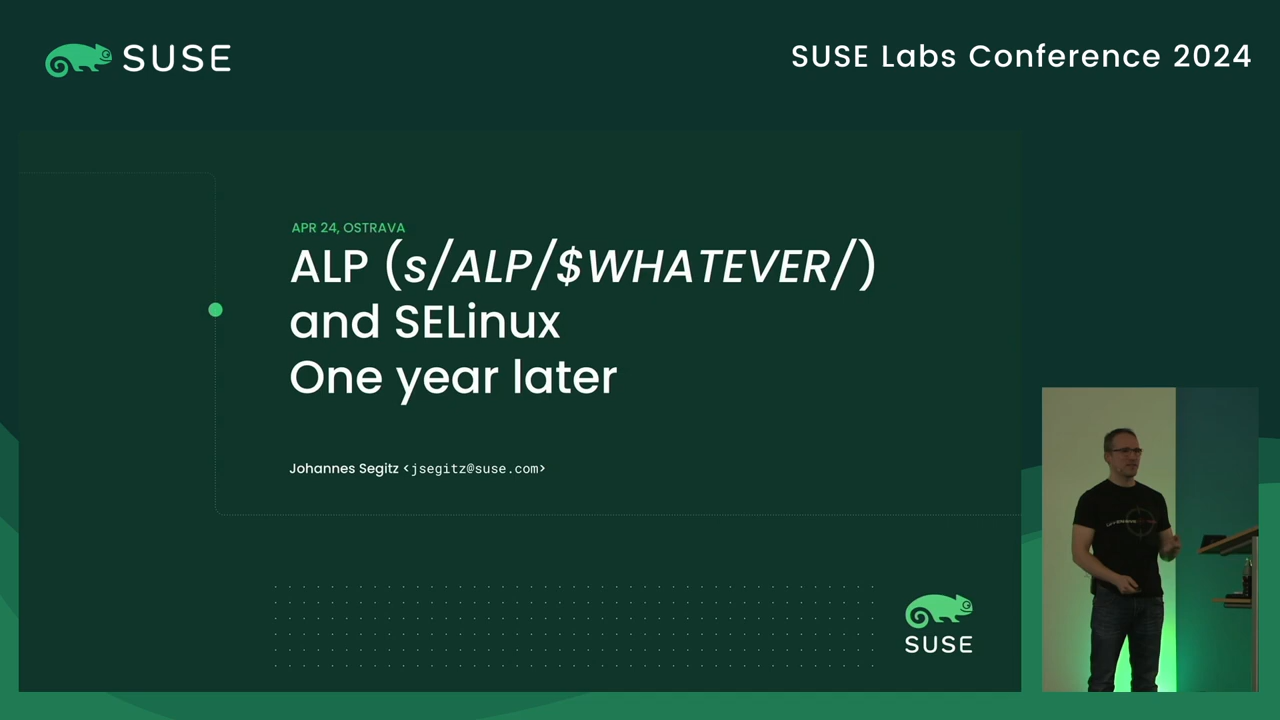 SUSE
SUSE Labs Conference 2024
APR 24, OSTRAVA
ALP (s/ALP/$WHATEVER/)
and SELinux
One year later
Johannes Segitz <jsegitz@suse.com>
SUSE